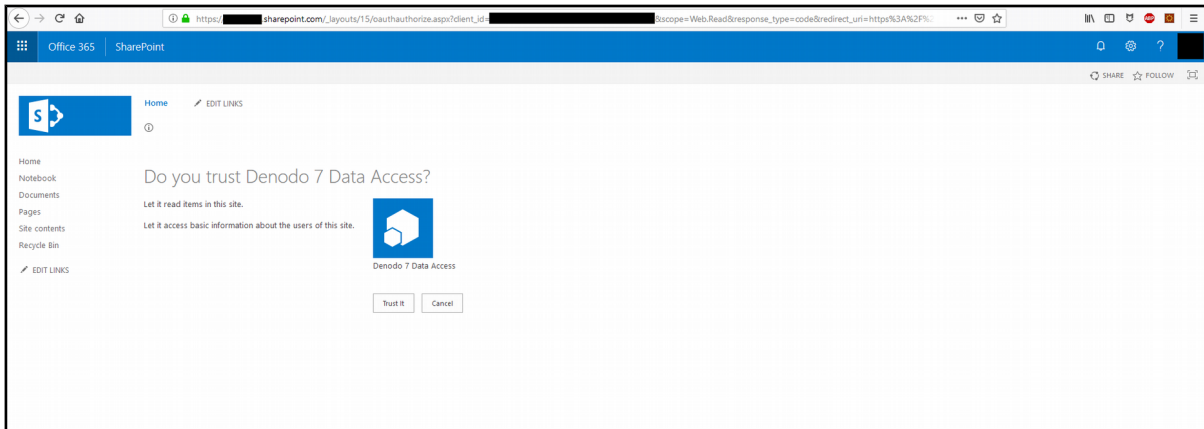 https:/ .sharepoint.com/_layouts/15/oauthauthorize.aspx?client_id= &scope=Web.Read&response_type=code&redirect_uri=https%3A%2F%
Office 365 SharePoint ?
SHARE FOLLOW
S
Home EDIT LINKS
Home
Notebook
Documents
Pages
Site contents
Recycle Bin
EDIT LINKS
Do you trust Denodo 7 Data Access?
Let it read items in this site.
Let it access basic information about the users of this site.
Denodo 7 Data Access
Trust It Cancel